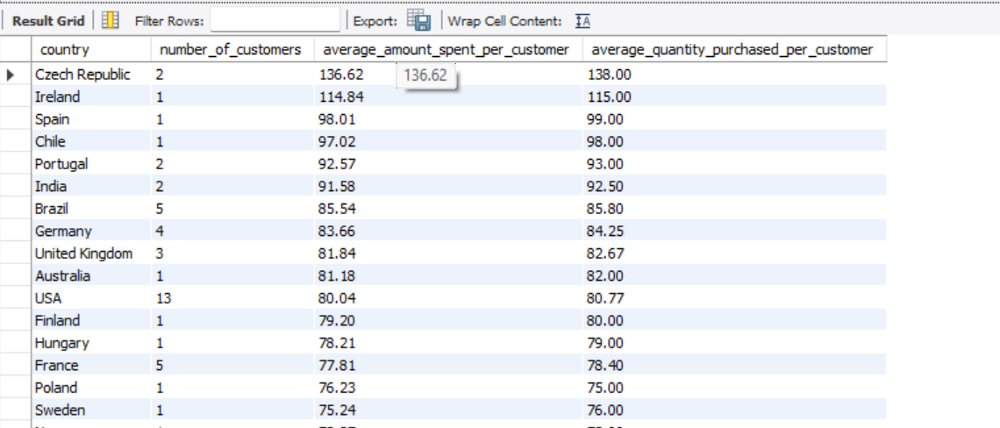 Result Grid Filter Rows: Export: Wrap Cell Content: IA
country number_of_customers average_amount_spent_per_customer average_quantity_purchased_per_customer
Czech Republic 2 136.62 136.62 138.00
Ireland 1 114.84 115.00
Spain 1 98.01 99.00
Chile 1 97.02 98.00
Portugal 2 92.57 93.00
India 2 91.58 92.50
Brazil 5 85.54 85.80
Germany 4 83.66 84.25
United Kingdom 3 81.84 82.67
Australia 1 81.18 82.00
USA 13 80.04 80.77
Finland 1 79.20 80.00
Hungary 1 78.21 79.00
France 5 77.81 78.40
Poland 1 76.23 75.00
Sweden 1 75.24 76.00